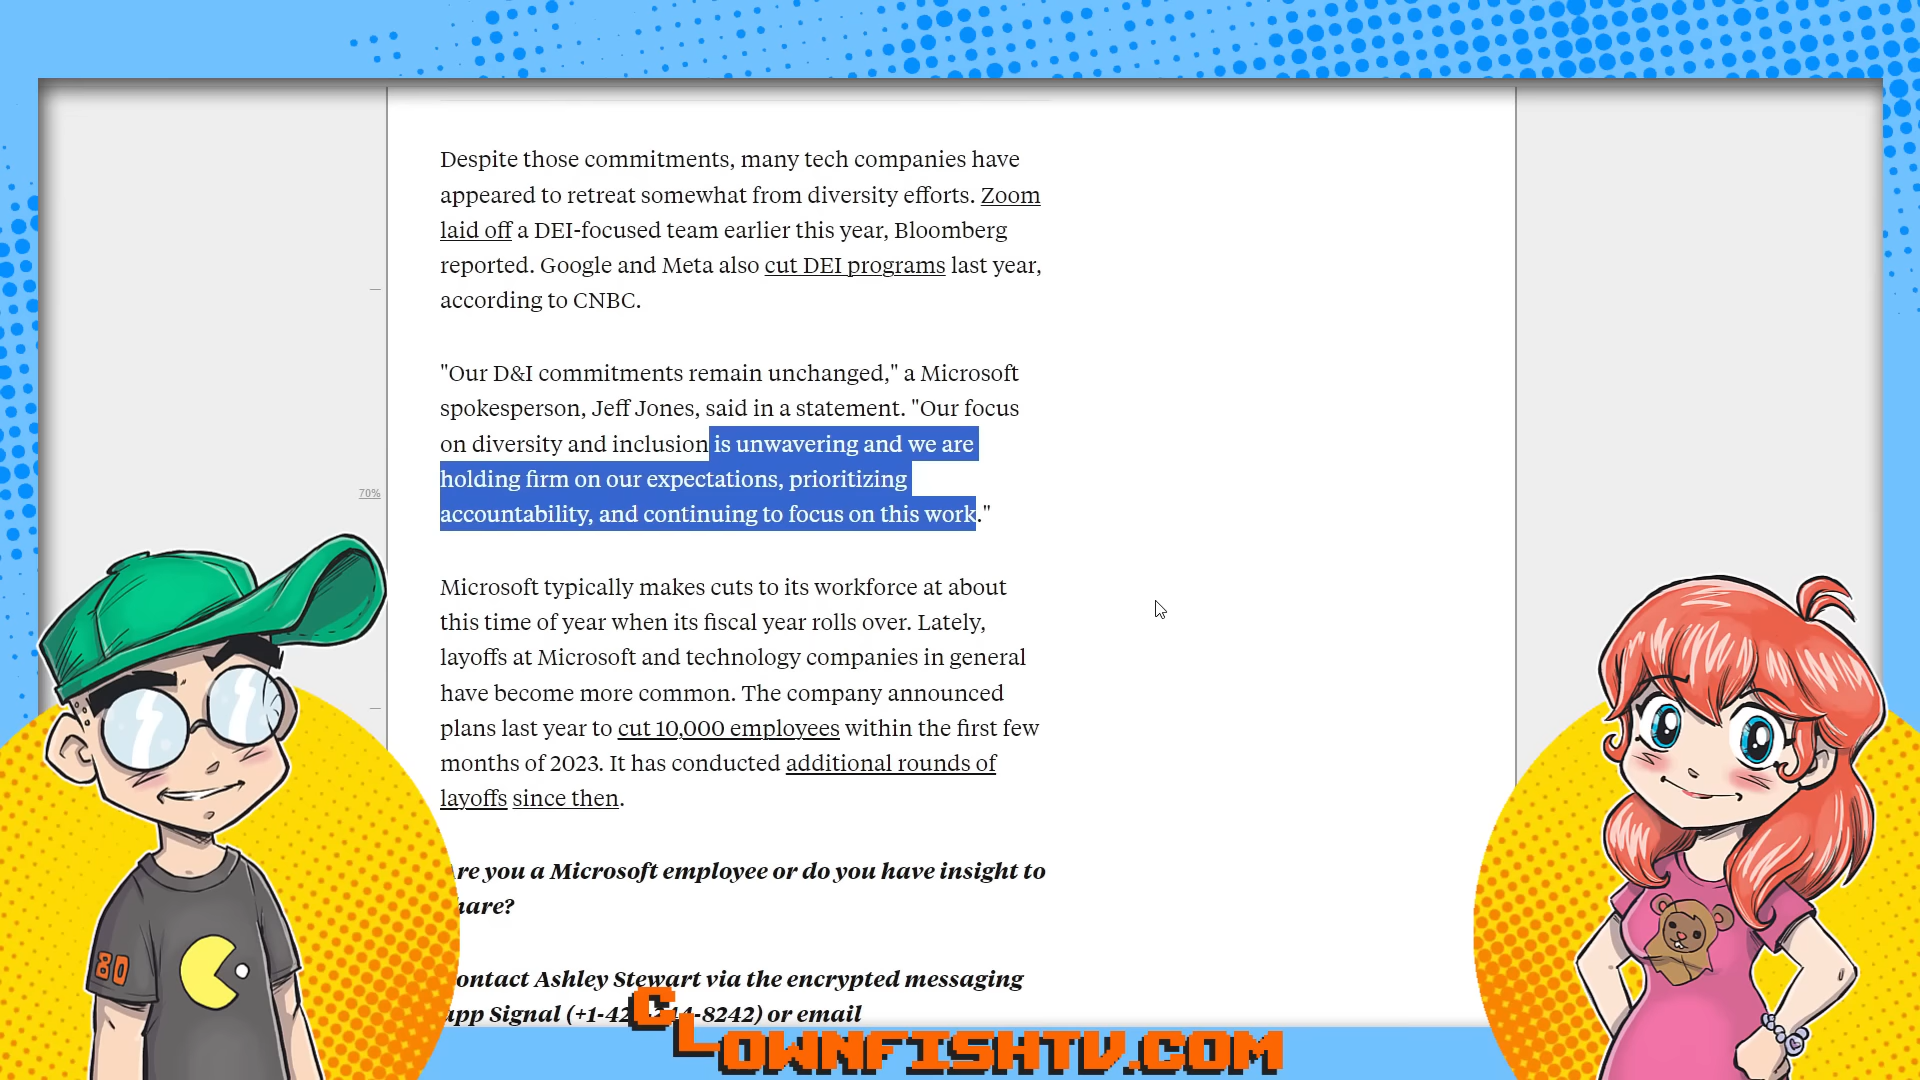 Despite those commitments, many tech companies have
appeared to retreat somewhat from diversity efforts. Zoom
laid off a DEI-focused team earlier this year, Bloomberg
reported. Google and Meta also cut DEI programs last year,
according to CNBC.
"Our D&I commitments remain unchanged," a Microsoft
spokesperson, Jeff Jones, said in a statement. "Our focus
on diversity and inclusion is unwavering and we are
holding firm on our expectations, prioritizing
accountability, and continuing to focus on this work."
70%
Microsoft typically makes cuts to its workforce at about
this time of year when its fiscal year rolls over. Lately,
layoffs at Microsoft and technology companies in general
have become more common. The company announced
plans last year to cut 10,000 employees within the first few
months of 2023. It has conducted additional rounds of
layoffs since then.
re you a Microsoft employee or do you have insight to
hare?
ontact Ashley Stewart via the encrypted messaging
app Signal -8242) or email
80
CLOWNFISHTV.COM